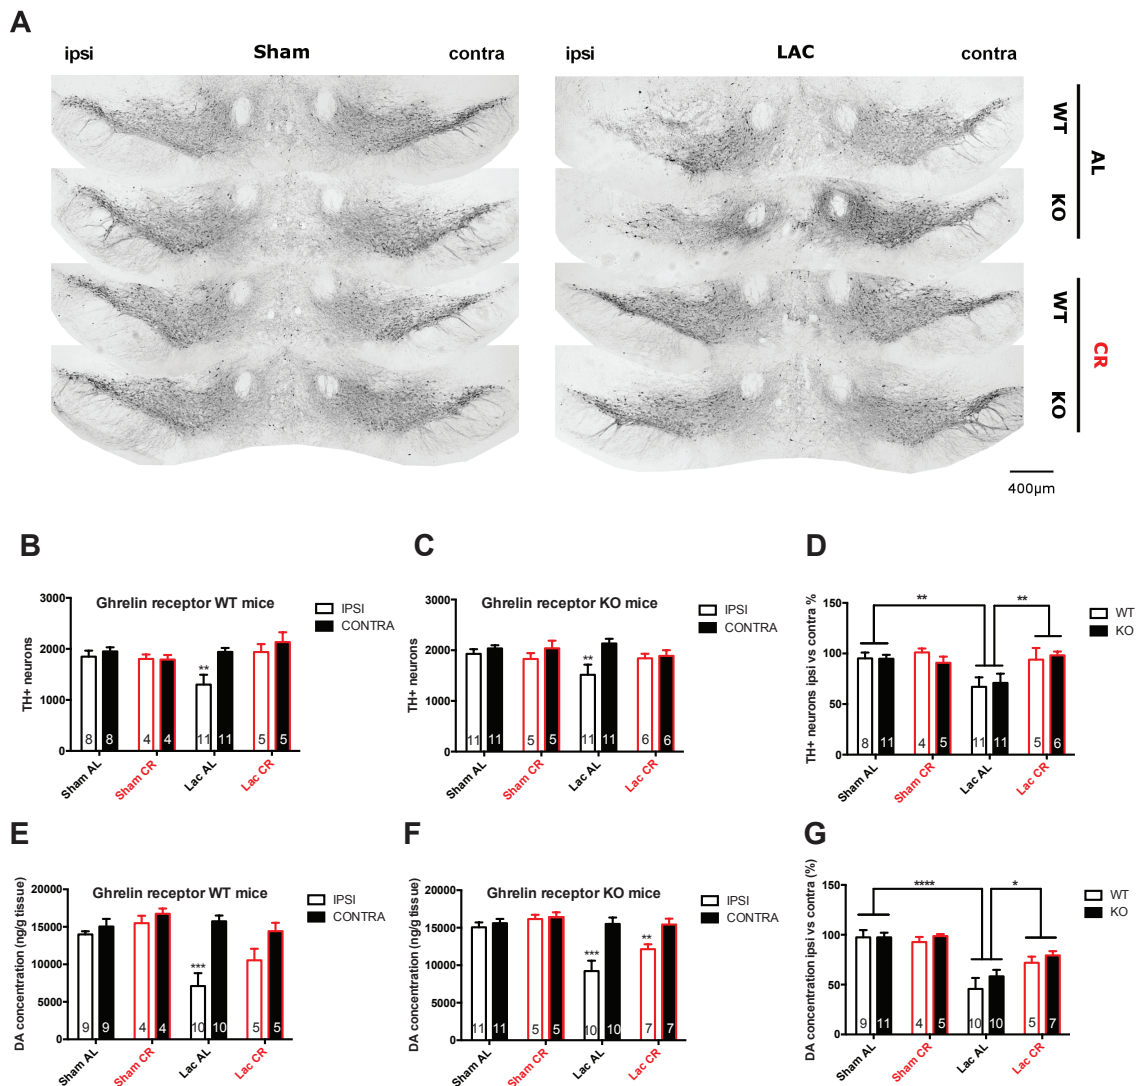 A
ipsi Sham contra
ipsi LAC contra
WT
KO
AL
WT
KO
CR
400µm
B
Ghrelin receptor WT mice
IPSI
CONTRA
TH+ neurons
3000
2000
1000
0
8 8 4 4 11 11 5 5
Sham AL Sham CR Lac AL Lac CR
**
C
Ghrelin receptor KO mice
IPSI
CONTRA
TH+ neurons
3000
2000
1000
0
11 11 5 5 11 11 6 6
Sham AL Sham CR Lac AL Lac CR
**
D
WT
KO
TH+ neurons ipsi vs contra %
150
100
50
0
** **
8 11 4 5 11 11 5 6
Sham AL Sham CR Lac AL Lac CR
E
Ghrelin receptor WT mice
IPSI
CONTRA
DA concentration (ng/g tissue)
20000
15000
10000
5000
0
***
9 9 4 4 10 10 5 5
Sham AL Sham CR Lac AL Lac CR
F
Ghrelin receptor KO mice
IPSI
CONTRA
DA concentration (ng/g tissue)
20000
15000
10000
5000
0
*** **
11 11 5 5 10 10 7 7
Sham AL Sham CR Lac AL Lac CR
G
WT
KO
DA concentration ipsi vs contra (%)
150
100
50
0
**** *
9 11 4 5 10 10 5 7
Sham AL Sham CR Lac AL Lac CR